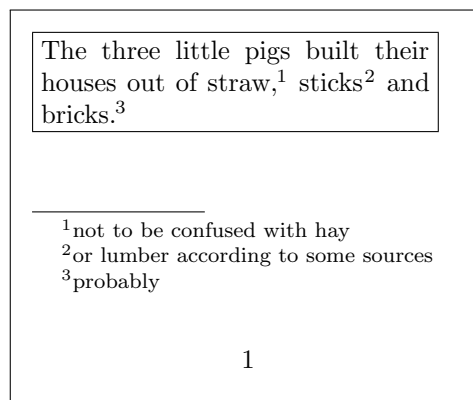 The three little pigs built their
houses out of straw,¹ sticks² and
bricks.³
¹not to be confused with hay
²or lumber according to some sources
³probably
1